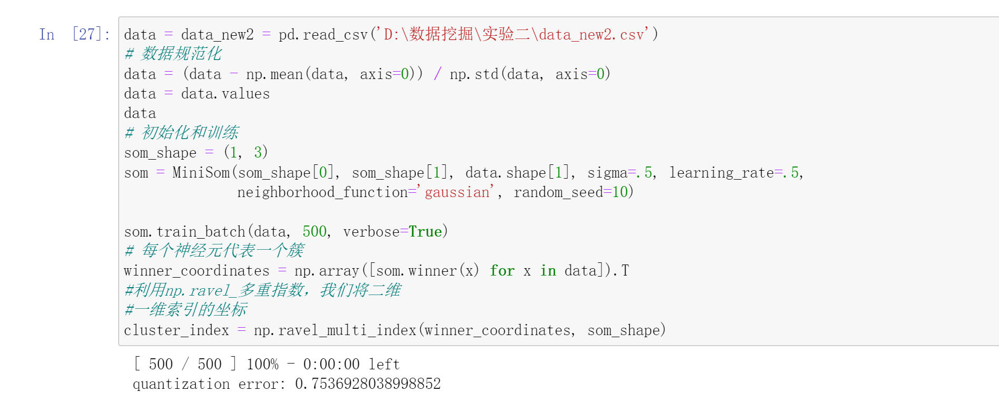 In [27]:
data = data_new2 = pd.read_csv('D:\数据挖掘\实验二\data_new2.csv')
# 数据规范化
data = (data - np.mean(data, axis=0)) / np.std(data, axis=0)
data = data.values
data
# 初始化和训练
som_shape = (1, 3)
som = MiniSom(som_shape[0], som_shape[1], data.shape[1], sigma=.5, learning_rate=.5,
neighborhood_function='gaussian', random_seed=10)
som.train_batch(data, 500, verbose=True)
# 每个神经元代表一个簇
winner_coordinates = np.array([som.winner(x) for x in data]).T
#利用np.ravel_多重指数，我们将二维
#一维索引的坐标
cluster_index = np.ravel_multi_index(winner_coordinates, som_shape)
[ 500 / 500 ] 100% - 0:00:00 left
quantization error: 0.7536928038998852